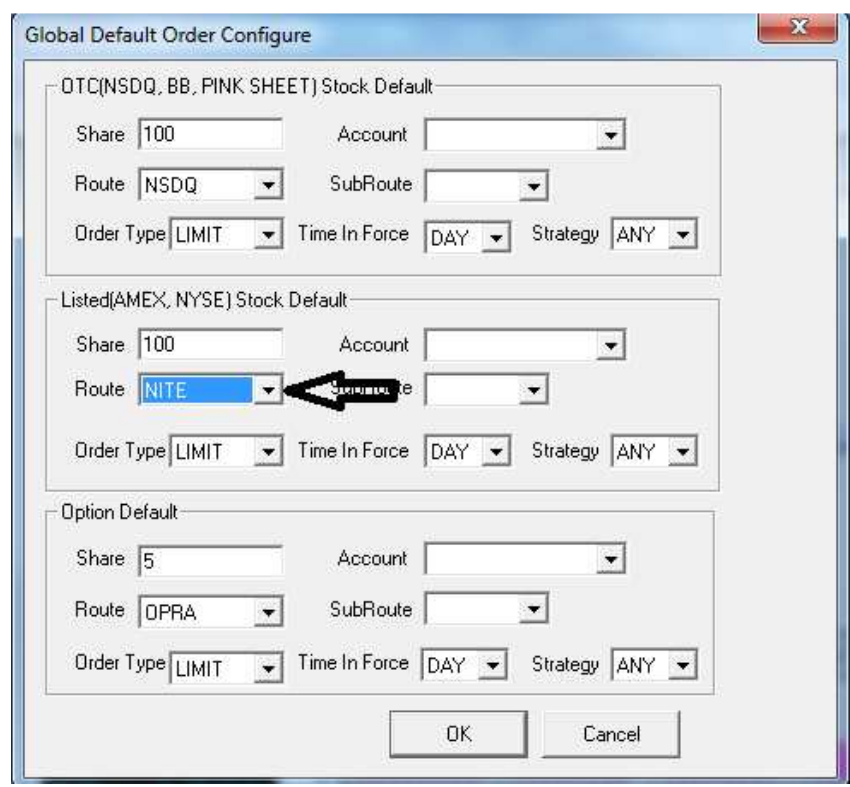 Global Default Order Configure
OTC(NSDQ, BB, PINK SHEET) Stock Default
Share 100 Account
Route NSDQ SubRoute
Order Type LIMIT Time In Force DAY Strategy ANY
Listed(AMEX, NYSE) Stock Default
Share 100 Account
Route NITE SubRoute
Order Type LIMIT Time In Force DAY Strategy ANY
Option Default
Share 5 Account
Route OPRA SubRoute
Order Type LIMIT Time In Force DAY Strategy ANY
OK Cancel